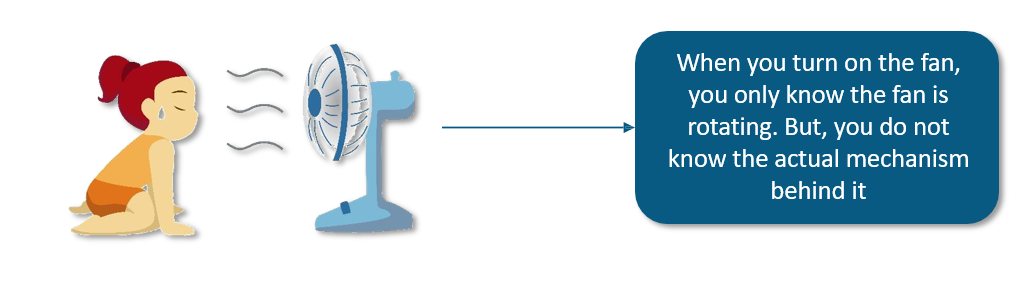 When you turn on the fan,
you only know the fan is
rotating. But, you do not
know the actual mechanism
behind it